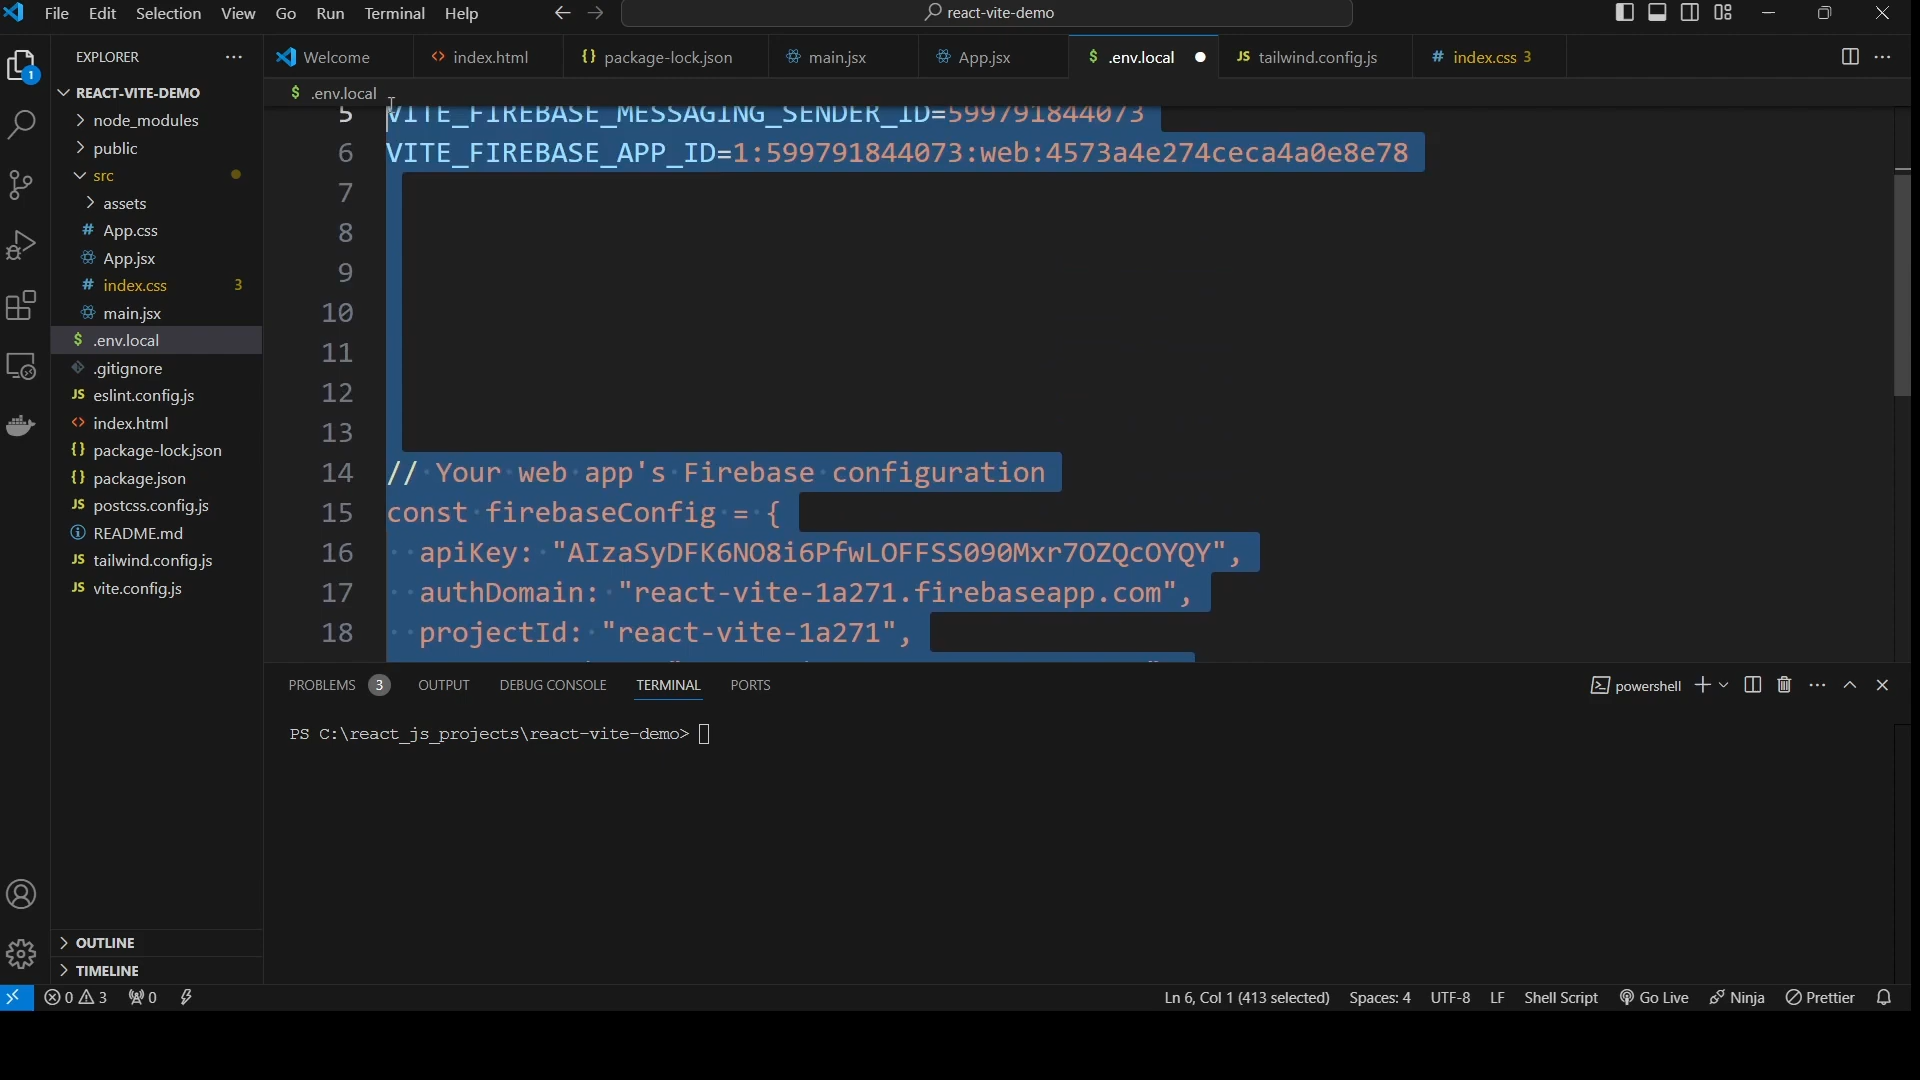 File Edit Selection View Go Run Terminal Help
react-vite-demo
EXPLORER
Welcome index.html package-lock.json main.jsx App.jsx .env.local tailwind.config.js index.css 3
1
REACT-VITE-DEMO
node_modules
public
src
assets
App.css
App.jsx
index.css 3
main.jsx
.env.local
.gitignore
eslint.config.js
index.html
package-lock.json
package.json
postcss.config.js
README.md
tailwind.config.js
vite.config.js
OUTLINE
TIMELINE
.env.local
5 VITE_FIREBASE_MESSAGING_SENDER_ID=599791844073
6 VITE_FIREBASE_APP_ID=1:599791844073:web:4573a4e274ceca4a0e8e78
7
8
9
10
11
12
13
14 // Your web app's Firebase configuration
15 const firebaseConfig = {
16 apiKey: "AIzaSyDFK6NO8i6PfwLOFFSS090Mxr7OZQcOYQY",
17 authDomain: "react-vite-1a271.firebaseapp.com",
18 projectId: "react-vite-1a271",
PROBLEMS 3 OUTPUT DEBUG CONSOLE TERMINAL PORTS
powershell
PS C:\react_js_projects\react-vite-demo>
0 3 0 Ln 6, Col 1 (413 selected) Spaces: 4 UTF-8 LF Shell Script Go Live Ninja Prettier